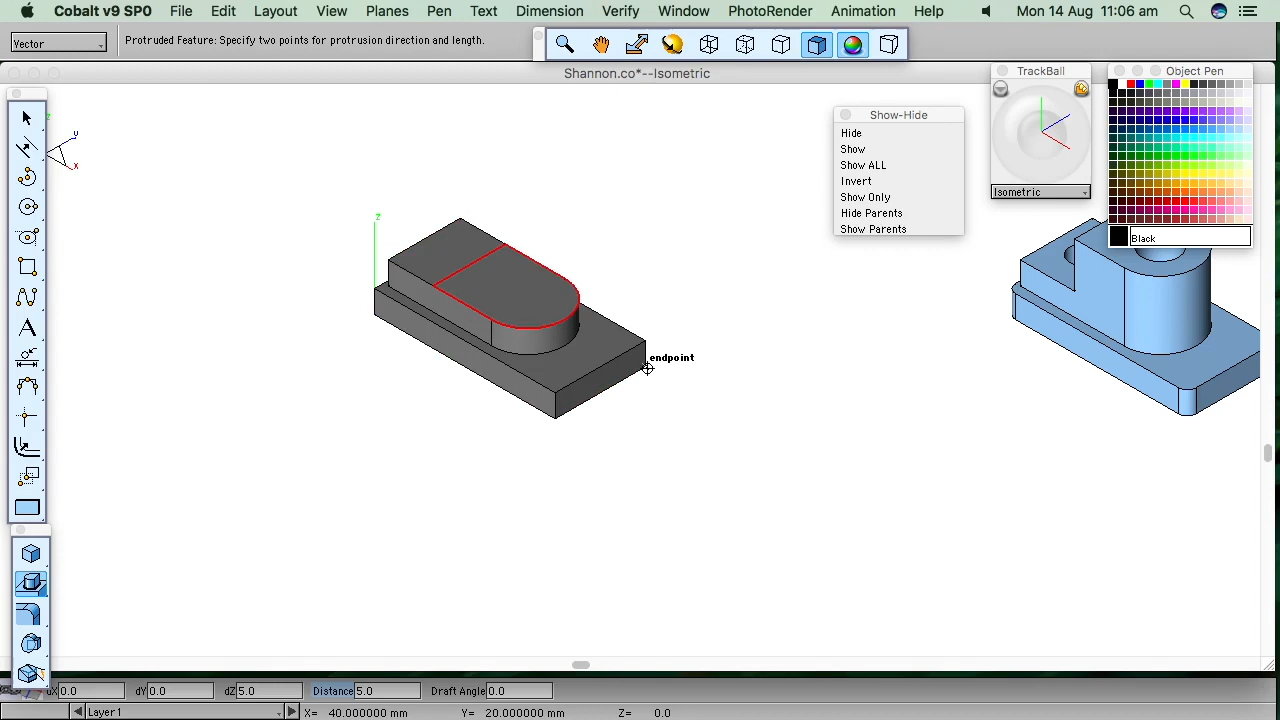 Cobalt v9 SP0 File Edit Layout View Planes Pen Text Dimension Verify Window PhotoRender Animation Help Mon 14 Aug 11:06 am
Vector Protruded Feature: Specify two points for protrusion direction and length.
Shannon.co*--Isometric
TrackBall
Object Pen
Show-Hide
Hide
Show
Show ALL
Invert
Show Only
Hide Parents
Show Parents
Isometric
Black
z
y
x
z
endpoint
A
dX 0.0 dY 0.0 dZ 5.0 Distance 5.0 Draft Angle 0.0
Layer 1 X= 40.000000 mm Y= 20.000000 mm Z= 0.0